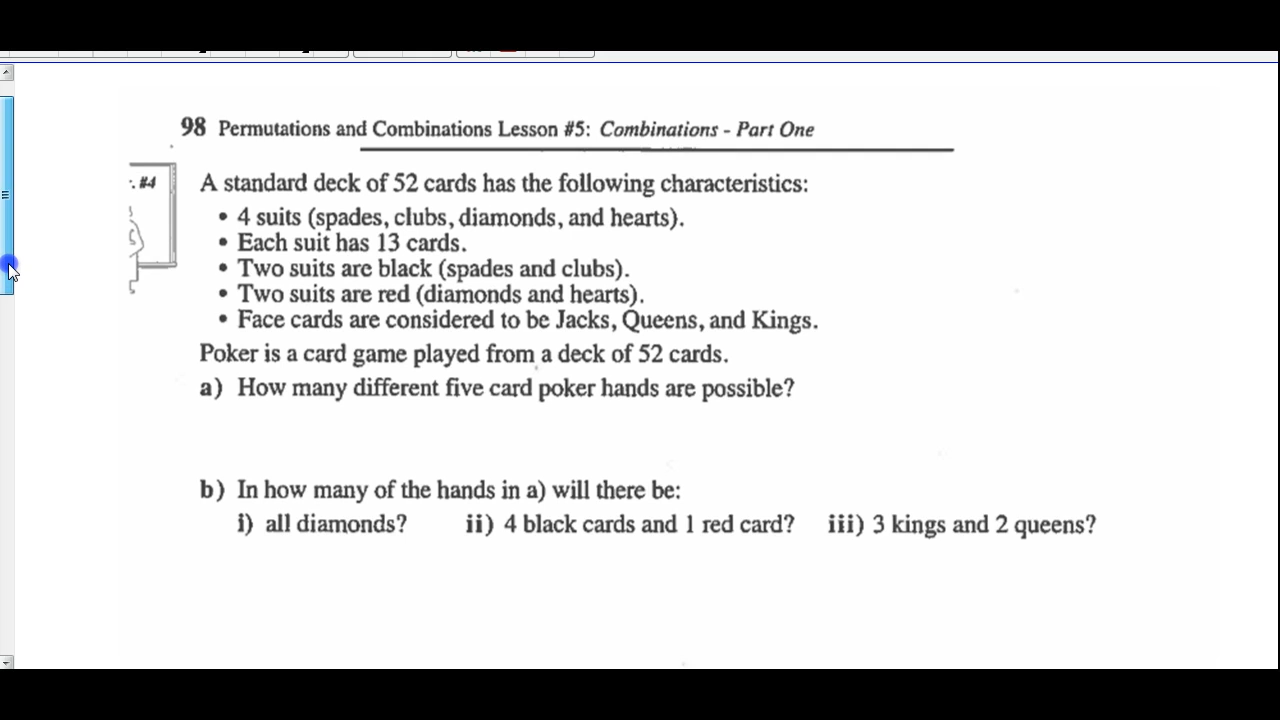 98 Permutations and Combinations Lesson #5: Combinations - Part One
#4
A standard deck of 52 cards has the following characteristics:
• 4 suits (spades, clubs, diamonds, and hearts).
• Each suit has 13 cards.
• Two suits are black (spades and clubs).
• Two suits are red (diamonds and hearts).
• Face cards are considered to be Jacks, Queens, and Kings.
Poker is a card game played from a deck of 52 cards.
a) How many different five card poker hands are possible?
b) In how many of the hands in a) will there be:
i) all diamonds? ii) 4 black cards and 1 red card? iii) 3 kings and 2 queens?